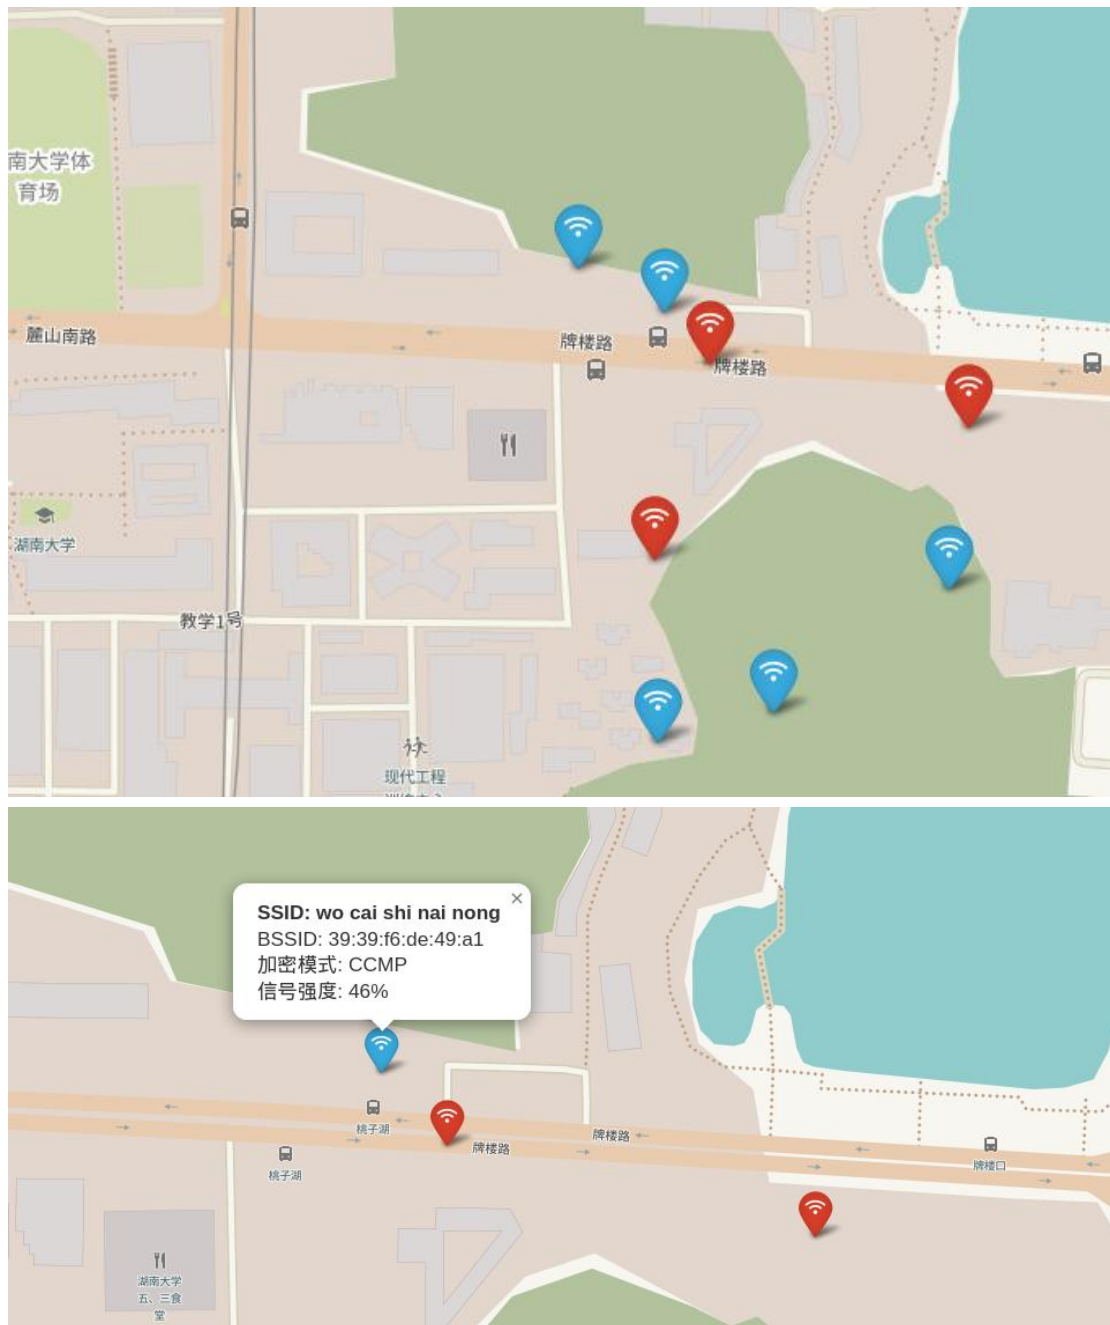 南大学体
育场
麓山南路
牌楼路
牌楼路
湖南大学
教学1号
现代工程
SSID: wo cai shi nai nong
×
BSSID: 39:39:f6:de:49:a1
加密模式: CCMP
信号强度: 46%
桃子湖
牌楼路
牌楼路
桃子湖
牌楼口
湖南大学
五、三食
堂